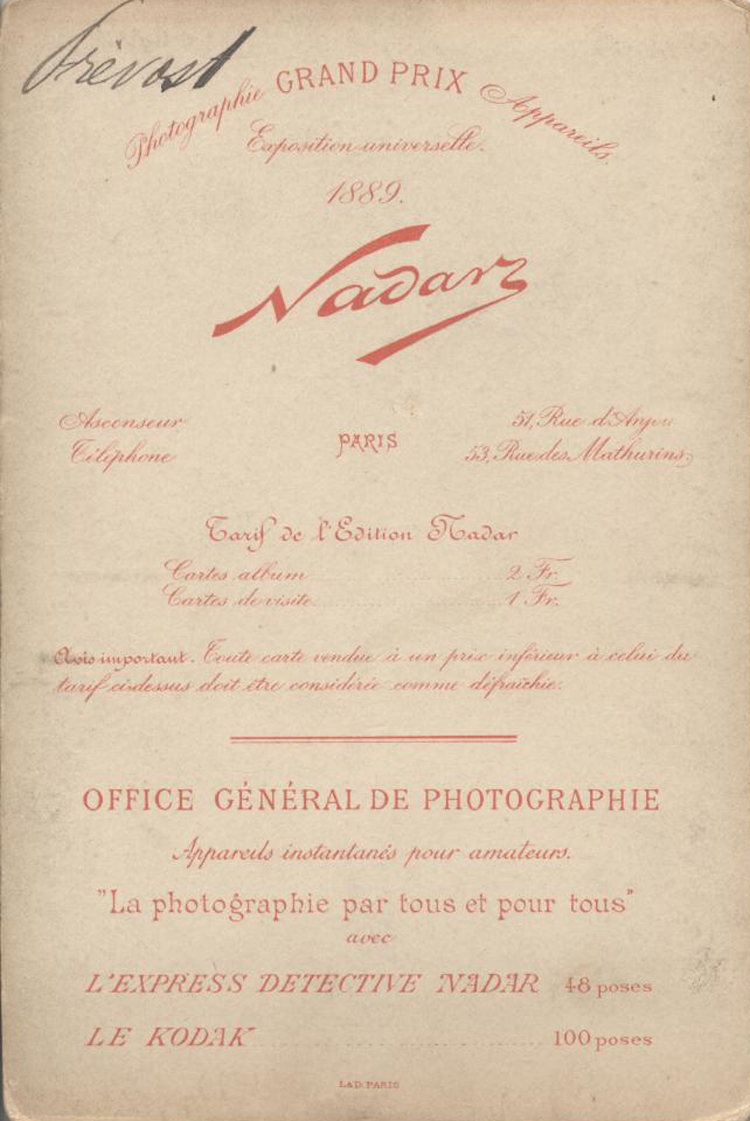 Prévost
Photographie GRAND PRIX Appareils.
Exposition universelle.
1889.
Nadar
Ascenseur
Téléphone
PARIS
51, Rue d'Anjou
53, Rue des Mathurins.
Tarif de l'Edition Nadar
Cartes album 2 Fr.
Cartes de visite 1 Fr.
Avis important. Toute carte vendue à un prix inférieur à celui du
tarif ci-dessus doit être considérée comme défraîchie.
OFFICE GÉNÉRAL DE PHOTOGRAPHIE
Appareils instantanés pour amateurs.
"La photographie par tous et pour tous"
avec
L'EXPRESS DETECTIVE NADAR 48 poses
LE KODAK 100 poses
LAD. PARIS